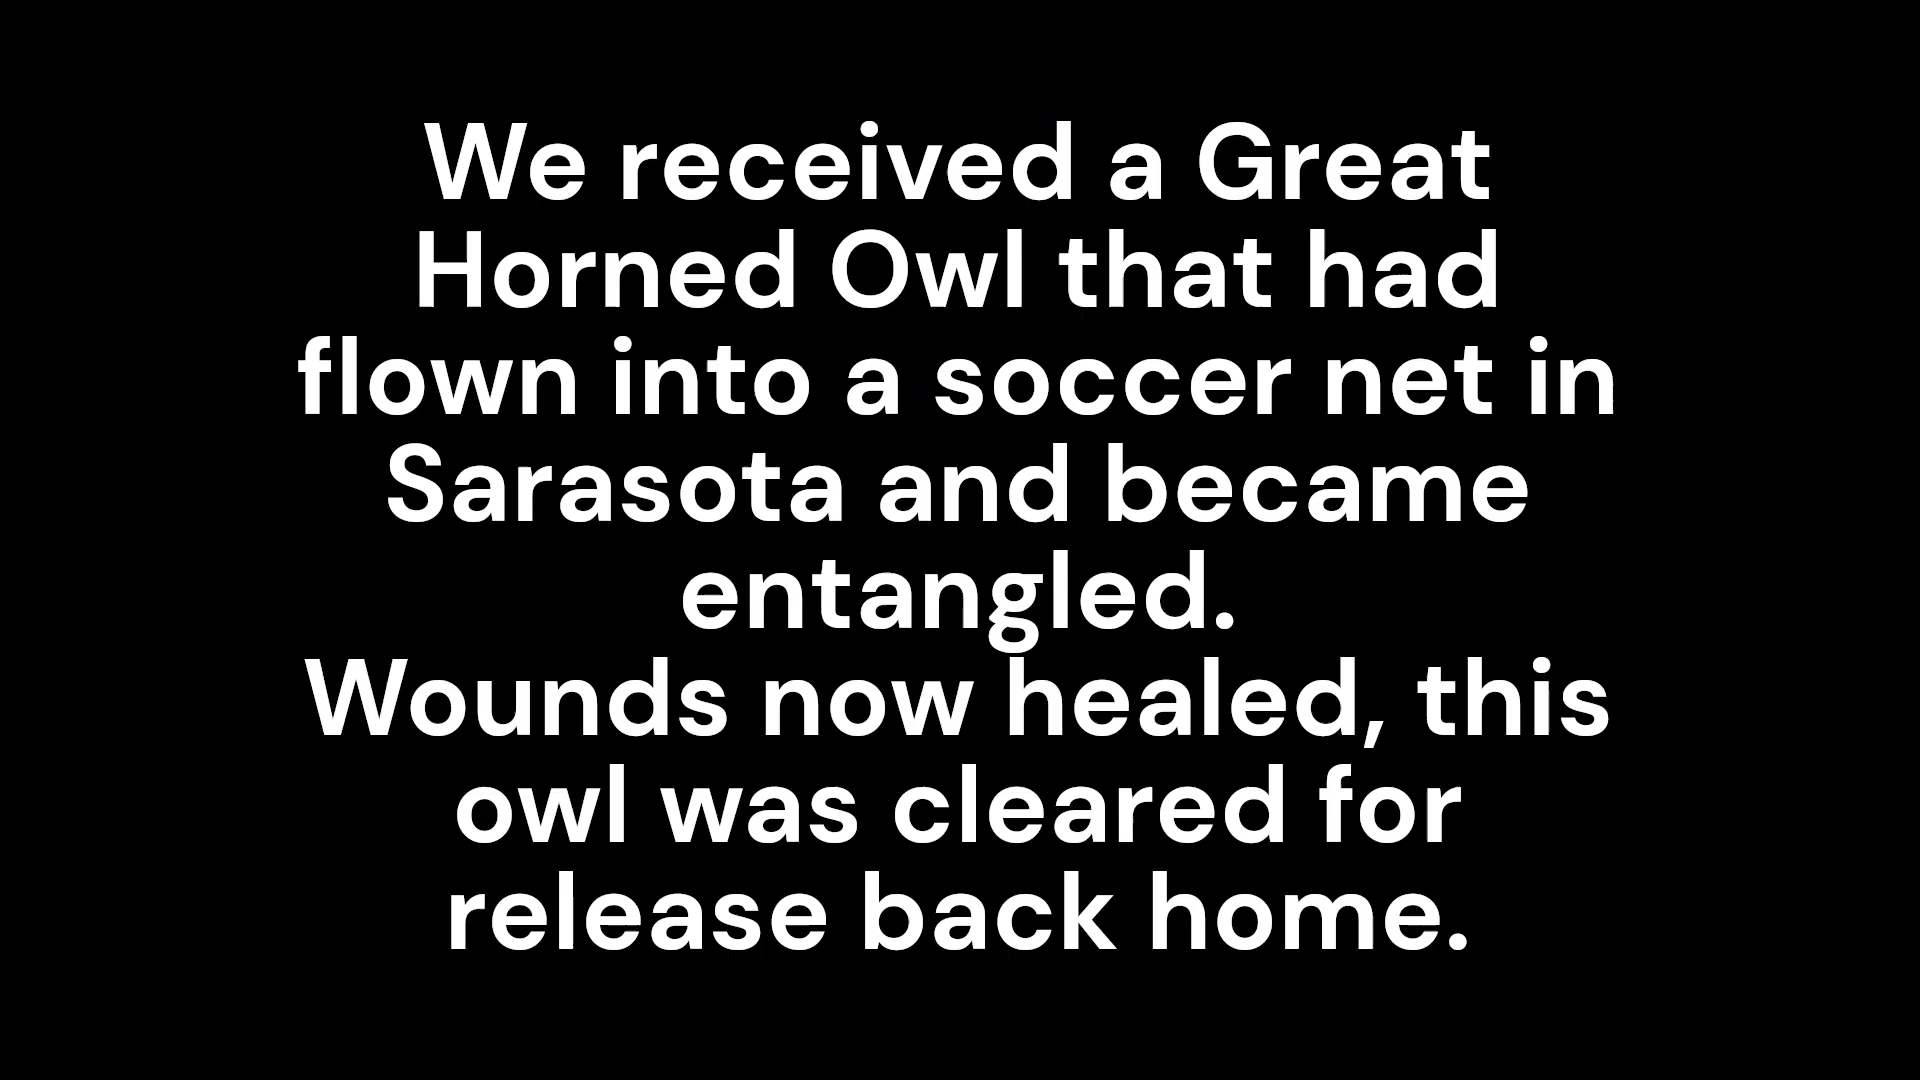 We received a Great
Horned Owl that had
flown into a soccer net in
Sarasota and became
entangled.
Wounds now healed, this
owl was cleared for
release back home.